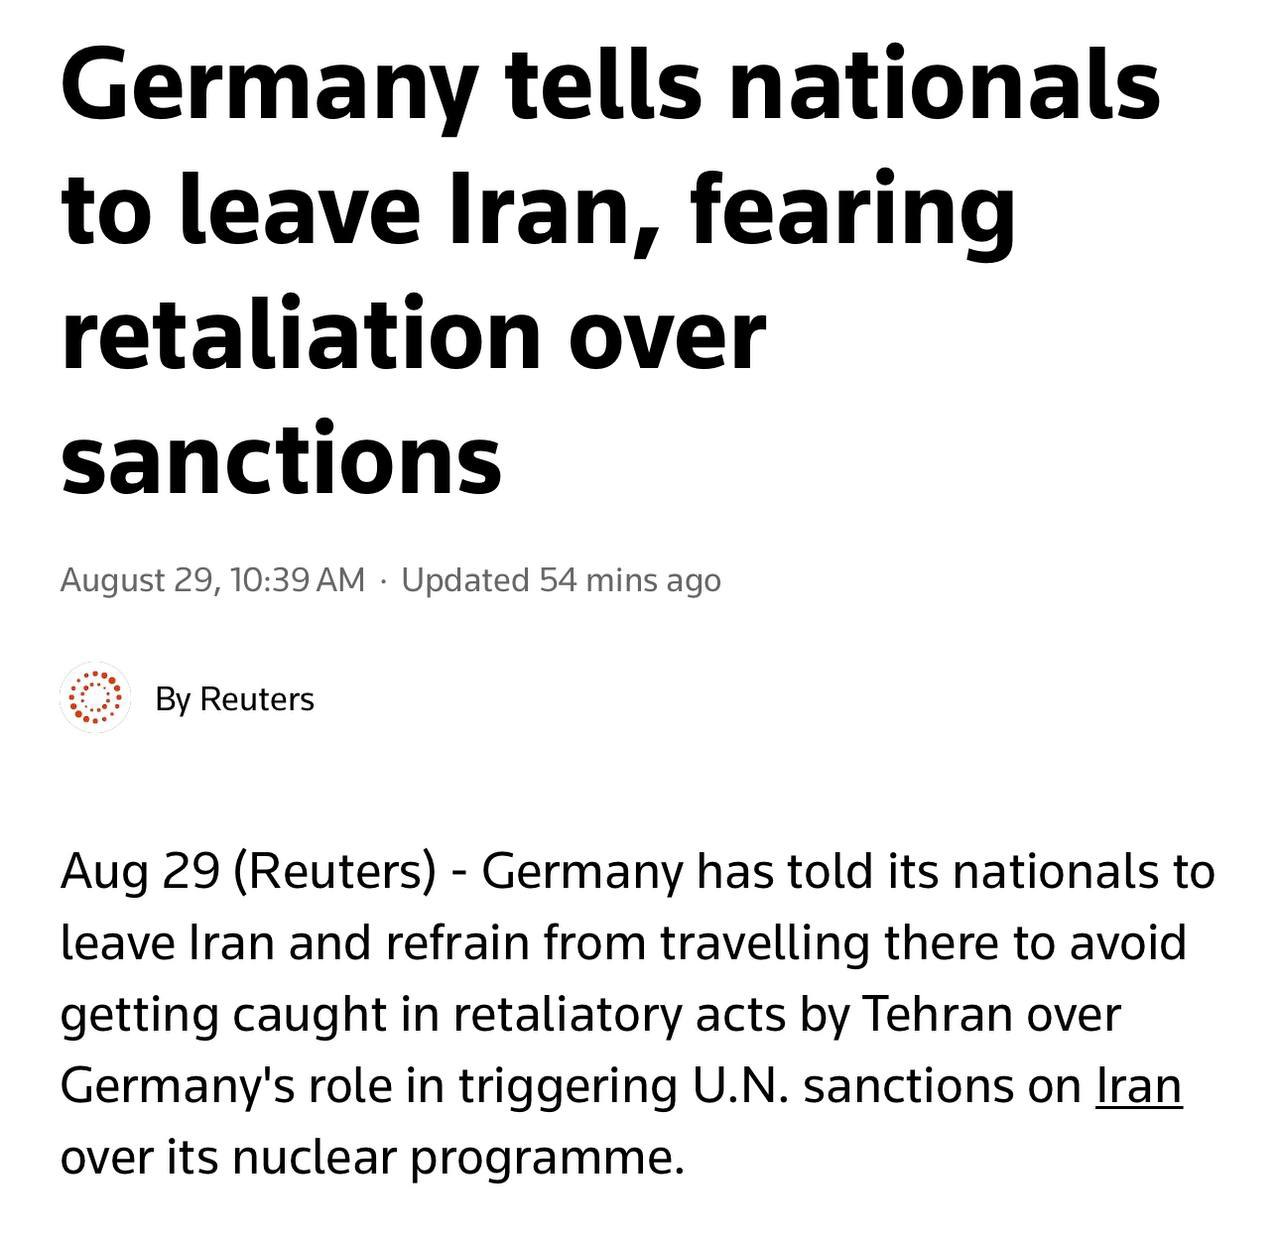 Germany tells nationals
to leave Iran, fearing
retaliation over
sanctions
August 29, 10:39 AM · Updated 54 mins ago
By Reuters
Aug 29 (Reuters) - Germany has told its nationals to
leave Iran and refrain from travelling there to avoid
getting caught in retaliatory acts by Tehran over
Germany's role in triggering U.N. sanctions on Iran
over its nuclear programme.